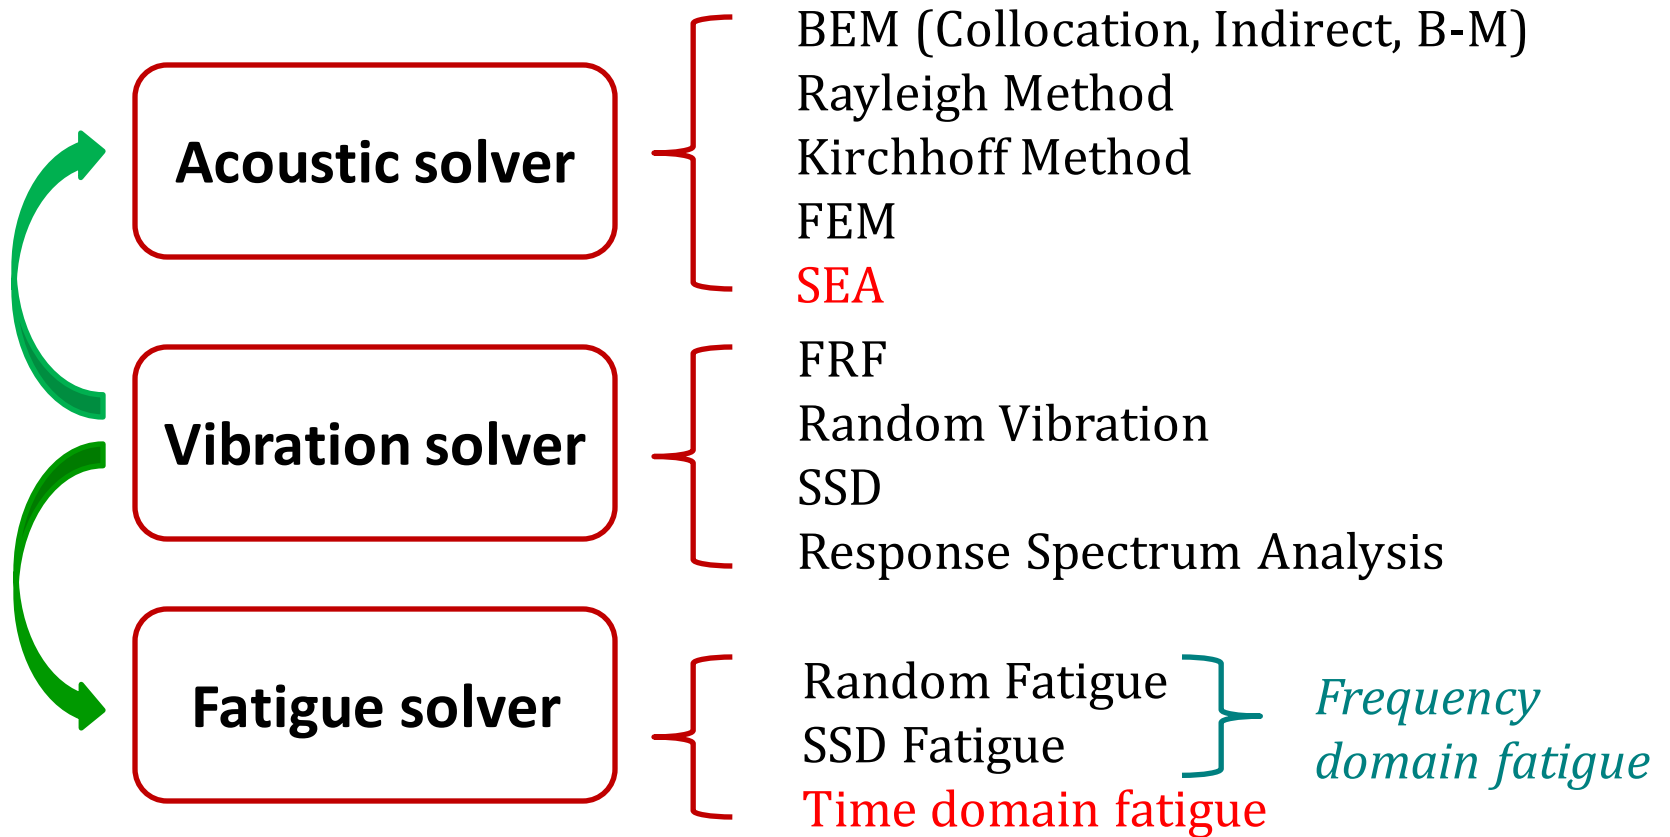 Acoustic solver
BEM (Collocation, Indirect, B-M)
Rayleigh Method
Kirchhoff Method
FEM
SEA
Vibration solver
FRF
Random Vibration
SSD
Response Spectrum Analysis
Fatigue solver
Random Fatigue
SSD Fatigue
Time domain fatigue
Frequency
domain fatigue